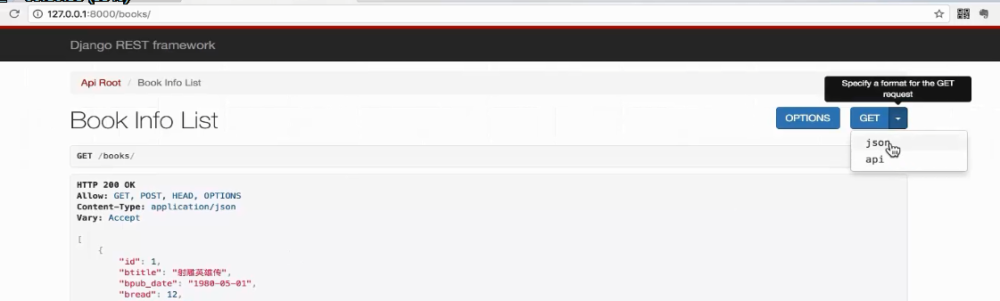 127.0.0.1:8000/books/
Django REST framework
Api Root / Book Info List
Specify a format for the GET
request
Book Info List
OPTIONS GET
json
api
GET /books/
HTTP 200 OK
Allow: GET, POST, HEAD, OPTIONS
Content-Type: application/json
Vary: Accept
[
{
"id": 1,
"btitle": "射雕英雄传",
"bpub_date": "1980-05-01",
"bread": 12,